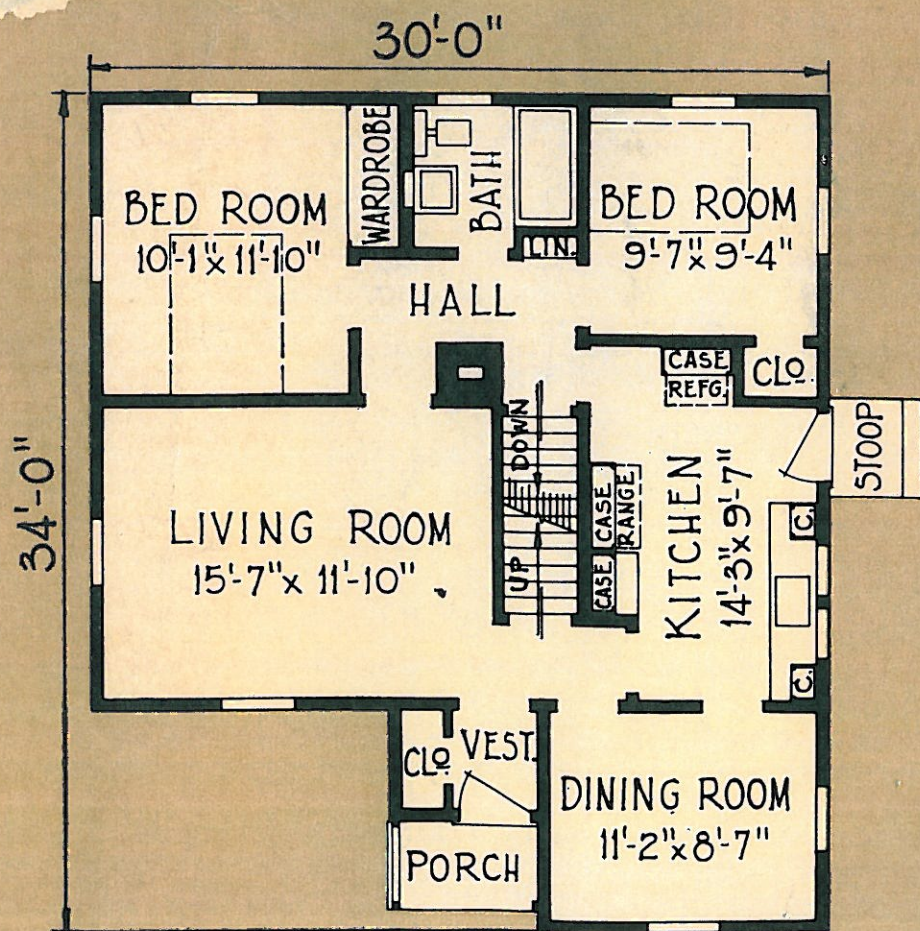 30'-0"
34'-0"
BED ROOM
10'-1" x 11'-10"
WARDROBE
BATH
LIN.
BED ROOM
9'-7" x 9'-4"
HALL
CASE
REFG.
CLO.
STOOP
DOWN
UP
CASE
RANGE
CASE
KITCHEN
14'-3" x 9'-7"
C.
C.
LIVING ROOM
15'-7" x 11'-10"
CLO.
VEST.
DINING ROOM
11'-2" x 8'-7"
PORCH